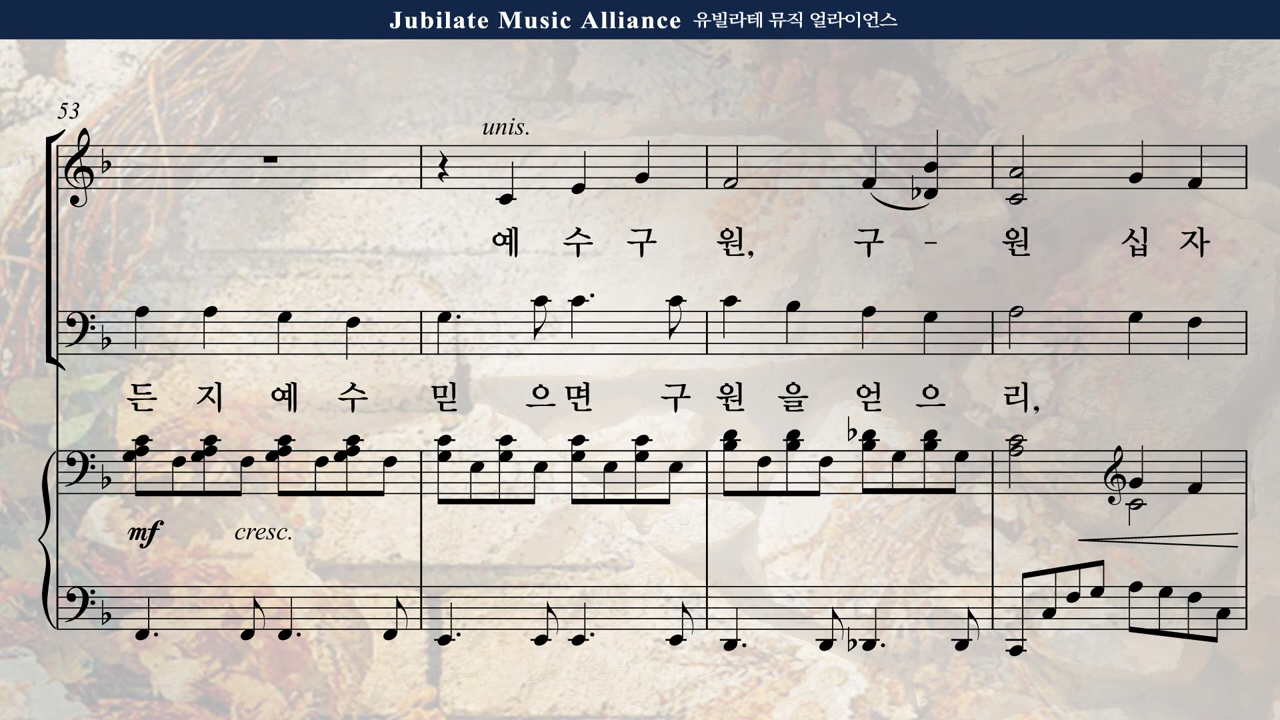 Jubilate Music Alliance 유빌라테 뮤직 얼라이언스
53
unis.
예 수 구 원, 구 - 원 십 자
든 지 예 수 믿 으 면 구 원 을 얻 으 리,
mf cresc.